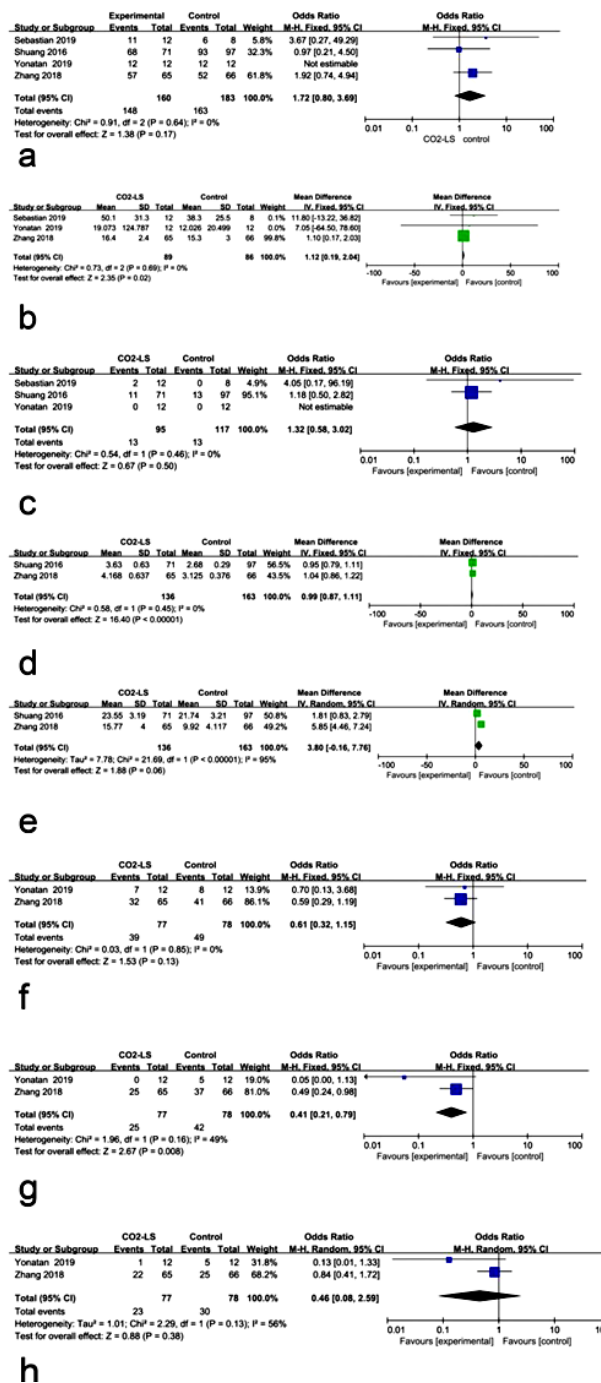 Experimental Control Odds Ratio Odds Ratio
Study or Subgroup Events Total Events Total Weight M-H, Fixed, 95% CI M-H, Fixed, 95% CI
Sebastian 2019 11 12 6 8 5.8% 3.67 [0.27, 49.29]
Shuang 2016 68 71 93 97 32.3% 0.97 [0.21, 4.50]
Yonatan 2019 12 12 12 12 Not estimable
Zhang 2018 57 65 52 66 61.8% 1.92 [0.74, 4.94]
Total (95% CI) 160 183 100.0% 1.72 [0.80, 3.69]
Total events 148 163
Heterogeneity: Chi² = 0.91, df = 2 (P = 0.64); I² = 0%
Test for overall effect: Z = 1.38 (P = 0.17)
0.01 0.1 1 10 100
CO2-LS control
a
CO2-LS Control Mean Difference Mean Difference
Study or Subgroup Mean SD Total Mean SD Total Weight IV, Fixed, 95% CI IV, Fixed, 95% CI
Sebastian 2019 50.1 31.3 12 38.3 25.5 8 0.1% 11.80 [-13.22, 36.82]
Yonatan 2019 19.073 124.787 12 12.026 20.499 12 0.0% 7.05 [-64.50, 78.60]
Zhang 2018 16.4 2.4 65 15.3 3 66 99.8% 1.10 [0.17, 2.03]
Total (95% CI) 89 86 100.0% 1.12 [0.19, 2.04]
Heterogeneity: Chi² = 0.73, df = 2 (P = 0.69); I² = 0%
Test for overall effect: Z = 2.35 (P = 0.02)
-100 -50 0 50 100
Favours [experimental] Favours [control]
b
CO2-LS Control Odds Ratio Odds Ratio
Study or Subgroup Events Total Events Total Weight M-H, Fixed, 95% CI M-H, Fixed, 95% CI
Sebastian 2019 2 12 0 8 4.9% 4.05 [0.17, 96.19]
Shuang 2016 11 71 13 97 95.1% 1.18 [0.50, 2.82]
Yonatan 2019 0 12 0 12 Not estimable
Total (95% CI) 95 117 100.0% 1.32 [0.58, 3.02]
Total events 13 13
Heterogeneity: Chi² = 0.54, df = 1 (P = 0.46); I² = 0%
Test for overall effect: Z = 0.67 (P = 0.50)
0.01 0.1 1 10 100
Favours [experimental] Favours [control]
c
CO2-LS Control Mean Difference Mean Difference
Study or Subgroup Mean SD Total Mean SD Total Weight IV, Fixed, 95% CI IV, Fixed, 95% CI
Shuang 2016 3.63 0.63 71 2.68 0.29 97 56.5% 0.95 [0.79, 1.11]
Zhang 2018 4.168 0.637 65 3.125 0.376 66 43.5% 1.04 [0.86, 1.22]
Total (95% CI) 136 163 100.0% 0.99 [0.87, 1.11]
Heterogeneity: Chi² = 0.58, df = 1 (P = 0.45); I² = 0%
Test for overall effect: Z = 16.40 (P < 0.00001)
-100 -50 0 50 100
Favours [experimental] Favours [control]
d
CO2-LS Control Mean Difference Mean Difference
Study or Subgroup Mean SD Total Mean SD Total Weight IV, Random, 95% CI IV, Random, 95% CI
Shuang 2016 23.55 3.19 71 21.74 3.21 97 50.8% 1.81 [0.83, 2.79]
Zhang 2018 15.77 4 65 9.92 4.117 66 49.2% 5.85 [4.46, 7.24]
Total (95% CI) 136 163 100.0% 3.80 [-0.16, 7.76]
Heterogeneity: Tau² = 7.78; Chi² = 21.69, df = 1 (P < 0.00001); I² = 95%
Test for overall effect: Z = 1.88 (P = 0.06)
-100 -50 0 50 100
Favours [experimental] Favours [control]
e
CO2-LS Control Odds Ratio Odds Ratio
Study or Subgroup Events Total Events Total Weight M-H, Fixed, 95% CI M-H, Fixed, 95% CI
Yonatan 2019 7 12 8 12 13.9% 0.70 [0.13, 3.68]
Zhang 2018 32 65 41 66 86.1% 0.59 [0.29, 1.19]
Total (95% CI) 77 78 100.0% 0.61 [0.32, 1.15]
Total events 39 49
Heterogeneity: Chi² = 0.03, df = 1 (P = 0.85); I² = 0%
Test for overall effect: Z = 1.53 (P = 0.13)
0.01 0.1 1 10 100
Favours [experimental] Favours [control]
f
CO2-LS Control Odds Ratio Odds Ratio
Study or Subgroup Events Total Events Total Weight M-H, Fixed, 95% CI M-H, Fixed, 95% CI
Yonatan 2019 0 12 5 12 19.0% 0.05 [0.00, 1.13]
Zhang 2018 25 65 37 66 81.0% 0.49 [0.24, 0.98]
Total (95% CI) 77 78 100.0% 0.41 [0.21, 0.79]
Total events 25 42
Heterogeneity: Chi² = 1.96, df = 1 (P = 0.16); I² = 49%
Test for overall effect: Z = 2.67 (P = 0.008)
0.01 0.1 1 10 100
Favours [experimental] Favours [control]
g
CO2-LS Control Odds Ratio Odds Ratio
Study or Subgroup Events Total Events Total Weight M-H, Random, 95% CI M-H, Random, 95% CI
Yonatan 2019 1 12 5 12 31.8% 0.13 [0.01, 1.33]
Zhang 2018 22 65 25 66 68.2% 0.84 [0.41, 1.72]
Total (95% CI) 77 78 100.0% 0.46 [0.08, 2.59]
Total events 23 30
Heterogeneity: Tau² = 1.01; Chi² = 2.29, df = 1 (P = 0.13); I² = 56%
Test for overall effect: Z = 0.88 (P = 0.38)
0.01 0.1 1 10 100
Favours [experimental] Favours [control]
h